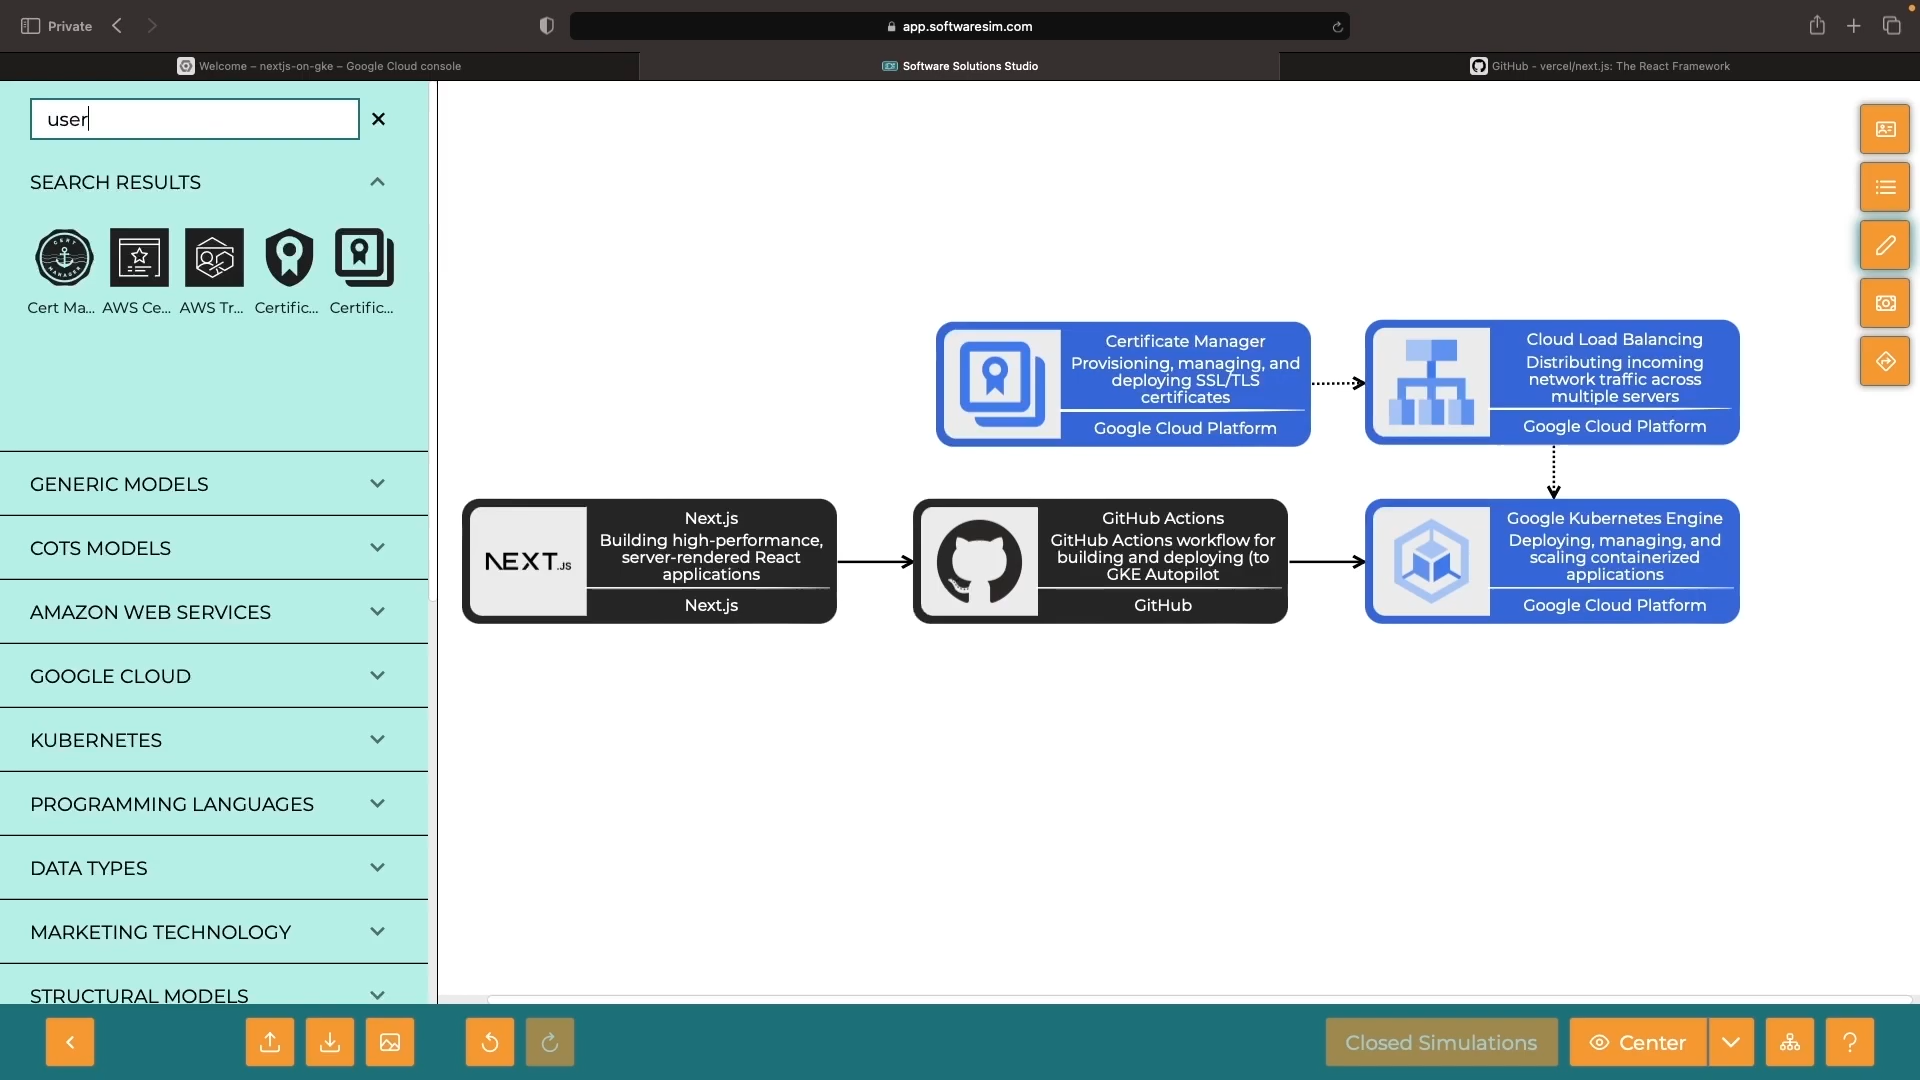 Private
app.softwaresim.com
Welcome – nextjs-on-gke – Google Cloud console
Software Solutions Studio
GitHub - vercel/next.js: The React Framework
user
SEARCH RESULTS
CERT
MANAGER
Cert Ma...
AWS Ce...
AWS Tr...
Certific...
Certific...
GENERIC MODELS
COTS MODELS
AMAZON WEB SERVICES
GOOGLE CLOUD
KUBERNETES
PROGRAMMING LANGUAGES
DATA TYPES
MARKETING TECHNOLOGY
STRUCTURAL MODELS
Certificate Manager
Provisioning, managing, and
deploying SSL/TLS
certificates
Google Cloud Platform
Cloud Load Balancing
Distributing incoming
network traffic across
multiple servers
Google Cloud Platform
NEXT.JS
Next.js
Building high-performance,
server-rendered React
applications
Next.js
GitHub Actions
GitHub Actions workflow for
building and deploying (to
GKE Autopilot
GitHub
Google Kubernetes Engine
Deploying, managing, and
scaling containerized
applications
Google Cloud Platform
Closed Simulations
Center
?